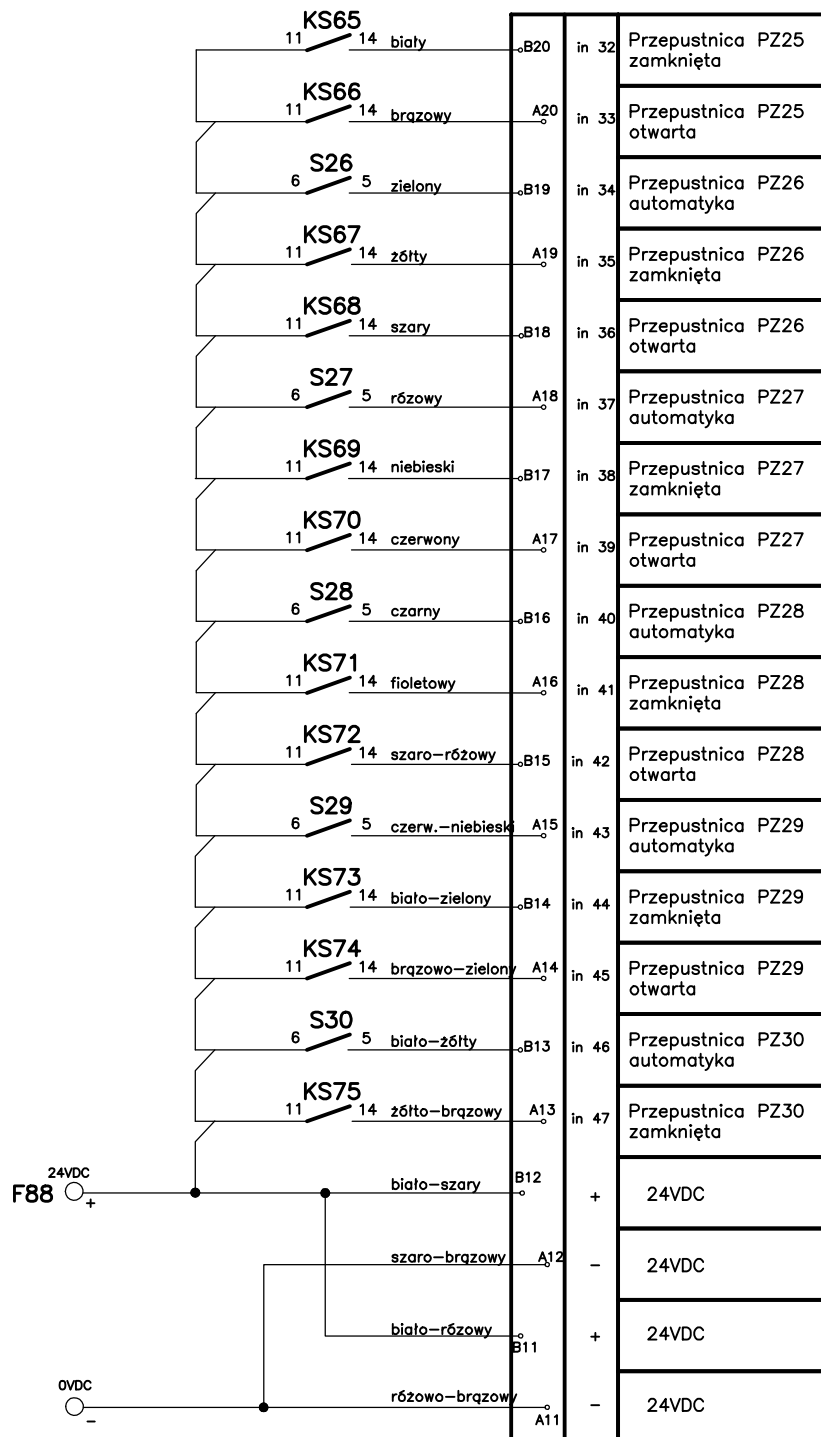 KS65
11 14 biały B20 in 32 Przepustnica PZ25
zamknięta
KS66
11 14 brązowy A20 in 33 Przepustnica PZ25
otwarta
S26
6 5 zielony B19 in 34 Przepustnica PZ26
automatyka
KS67
11 14 żółty A19 in 35 Przepustnica PZ26
zamknięta
KS68
11 14 szary B18 in 36 Przepustnica PZ26
otwarta
S27
6 5 różowy A18 in 37 Przepustnica PZ27
automatyka
KS69
11 14 niebieski B17 in 38 Przepustnica PZ27
zamknięta
KS70
11 14 czerwony A17 in 39 Przepustnica PZ27
otwarta
S28
6 5 czarny B16 in 40 Przepustnica PZ28
automatyka
KS71
11 14 fioletowy A16 in 41 Przepustnica PZ28
zamknięta
KS72
11 14 szaro-różowy B15 in 42 Przepustnica PZ28
otwarta
S29
6 5 czerw.-niebieski A15 in 43 Przepustnica PZ29
automatyka
KS73
11 14 biało-zielony B14 in 44 Przepustnica PZ29
zamknięta
KS74
11 14 brązowo-zielony A14 in 45 Przepustnica PZ29
otwarta
S30
6 5 biało-żółty B13 in 46 Przepustnica PZ30
automatyka
KS75
11 14 żółto-brązowy A13 in 47 Przepustnica PZ30
zamknięta
F88 24VDC + biało-szary B12 + 24VDC
szaro-brązowy A12 - 24VDC
biało-różowy B11 + 24VDC
0VDC - różowo-brązowy A11 - 24VDC